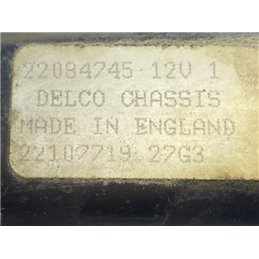 22084745 12V 1
DELCO CHASSIS
MADE IN ENGLAND
22107719 27G3